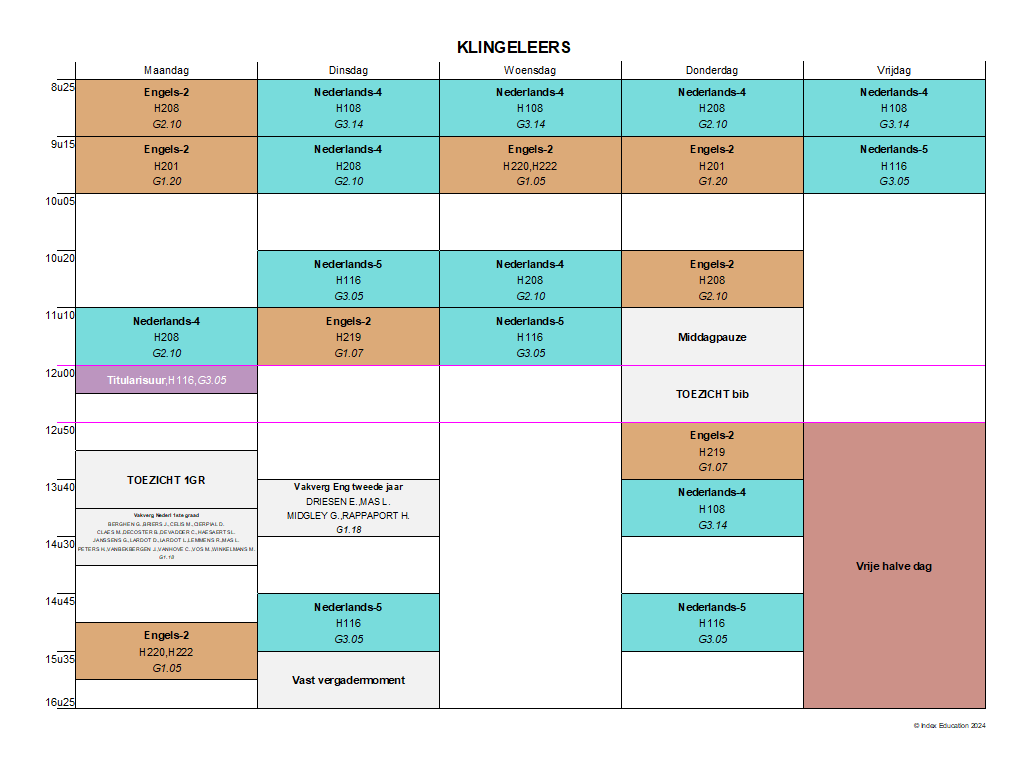 KLINGELEERS
Maandag Dinsdag Woensdag Donderdag Vrijdag
8u25
Engels-2 Nederlands-4 Nederlands-4 Nederlands-4 Nederlands-4
H208 H108 H108 H208 H108
G2.10 G3.14 G3.14 G2.10 G3.14
9u15
Engels-2 Nederlands-4 Engels-2 Engels-2 Nederlands-5
H201 H208 H220,H222 H201 H116
G1.20 G2.10 G1.05 G1.20 G3.05
10u05
10u20
Nederlands-5 Nederlands-4 Engels-2
H116 H208 H208
G3.05 G2.10 G2.10
11u10
Nederlands-4 Engels-2 Nederlands-5
H208 H219 H116 Middagpauze
G2.10 G1.07 G3.05
12u00
Titularisuur,H116,G3.05
TOEZICHT bib
12u50
Engels-2
H219
G1.07
TOEZICHT 1GR
13u40
Vakverg Eng tweede jaar Nederlands-4
DRIESEN E.,MAS L. H108
MIDGLEY G.,RAPPAPORT H. G3.14
G1.18
Vakverg Nederl 1ste graad
BERGHEN G.,BRIERS J.,CELIS M.,CIERPIAL D.
CLAES M.,DECOSTER B.,DEVADDER C.,HAESAERTS L.
JANSSENS G.,LARDOT D.,LARDOT L.,LEMMENS R.,MAS L.
PETERS H.,VANBEKBERGEN J.,VANHOVE C.,VOS M.,WINKELMANS M.
14u30
Vrije halve dag
14u45
Nederlands-5 Nederlands-5
H116 H116
G3.05 G3.05
Engels-2
H220,H222
G1.05
15u35
Vast vergadermoment
16u25
© Index Education 2024